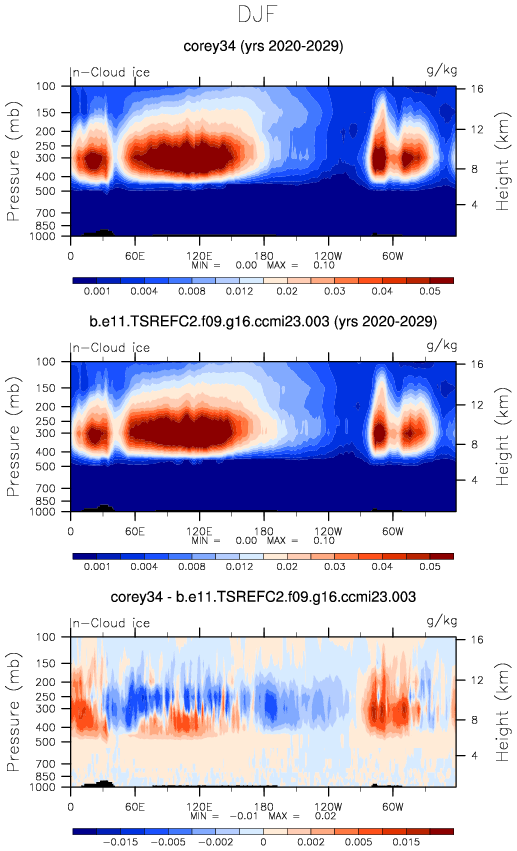 DJF
corey34 (yrs 2020-2029)
n-Cloud ice g/kg
Pressure (mb)
100
150
200
250
300
400
500
700
850
1000
16
12
8
4
Height (km)
0 60E 120E 180 120W 60W
MIN = 0.00 MAX = 0.10
0.001 0.004 0.008 0.012 0.02 0.03 0.04 0.05
b.e11.TSREFC2.f09.g16.ccmi23.003 (yrs 2020-2029)
n-Cloud ice g/kg
Pressure (mb)
100
150
200
250
300
400
500
700
850
1000
16
12
8
4
Height (km)
0 60E 120E 180 120W 60W
MIN = 0.00 MAX = 0.10
0.001 0.004 0.008 0.012 0.02 0.03 0.04 0.05
corey34 - b.e11.TSREFC2.f09.g16.ccmi23.003
n-Cloud ice g/kg
Pressure (mb)
100
150
200
250
300
400
500
700
850
1000
16
12
8
4
Height (km)
0 60E 120E 180 120W 60W
MIN = -0.01 MAX = 0.02
-0.015 -0.005 -0.002 0 0.002 0.005 0.015